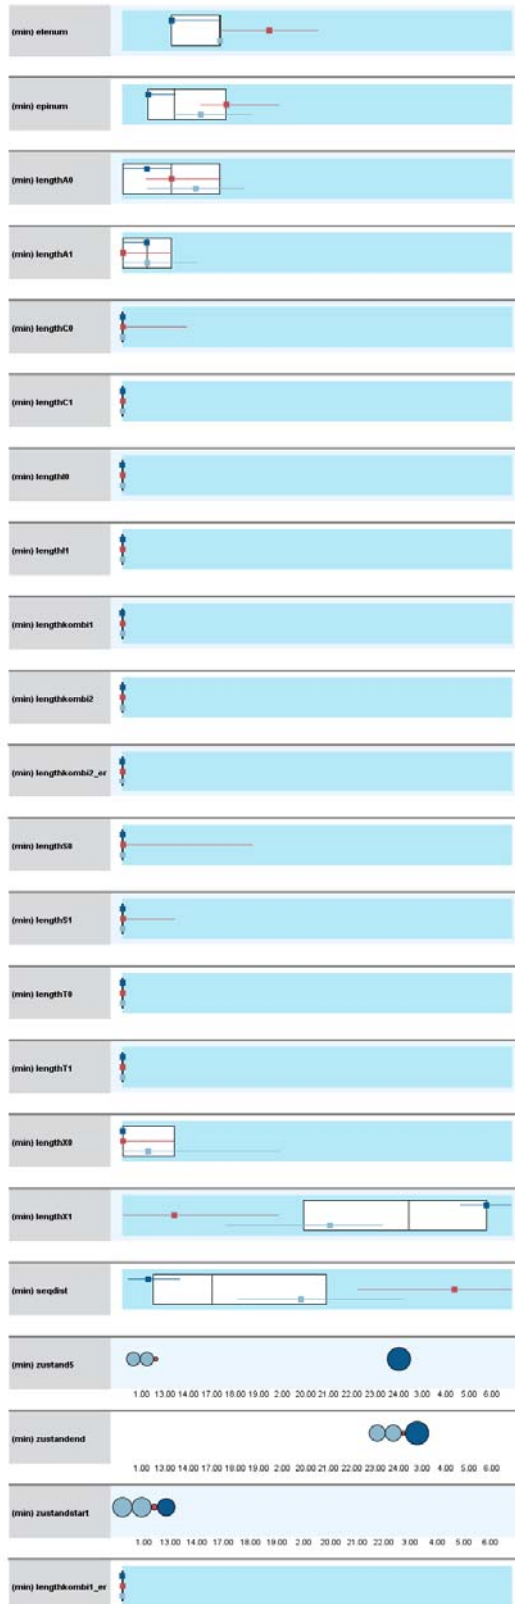 (min) elenum
(min) epinum
(min) lengthA0
(min) lengthA1
(min) lengthC0
(min) lengthC1
(min) lengthI0
(min) lengthI1
(min) lengthkombi1
(min) lengthkombi2
(min) lengthkombi2_er
(min) lengthS0
(min) lengthS1
(min) lengthT0
(min) lengthT1
(min) lengthX0
(min) lengthX1
(min) seqdist
(min) zustand5
1.00 13.00 14.00 17.00 18.00 19.00 2.00 20.00 21.00 22.00 23.00 24.00 3.00 4.00 5.00 6.00
(min) zustandend
1.00 13.00 14.00 17.00 18.00 19.00 2.00 20.00 21.00 22.00 23.00 24.00 3.00 4.00 5.00 6.00
(min) zustandstart
1.00 13.00 14.00 17.00 18.00 19.00 2.00 20.00 21.00 22.00 23.00 3.00 4.00 5.00 6.00
(min) lengthkombi1_er